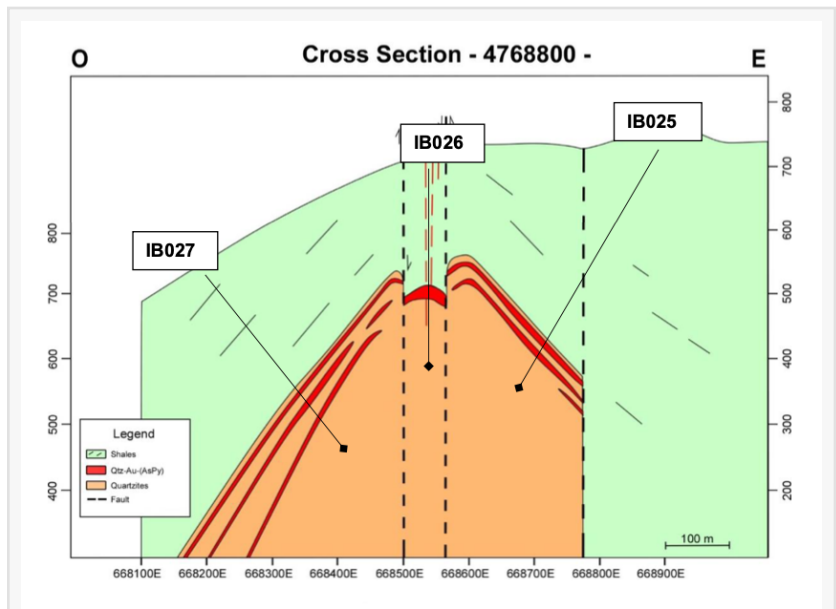 O
Cross Section - 4768800 -
E
IB026
IB025
IB027
800
700
600
500
400
800
700
600
500
400
300
200
Legend
Shales
Qtz-Au-(AsPy)
Quartzites
Fault
100 m
668100E
668200E
668300E
668400E
668500E
668600E
668700E
668800E
668900E